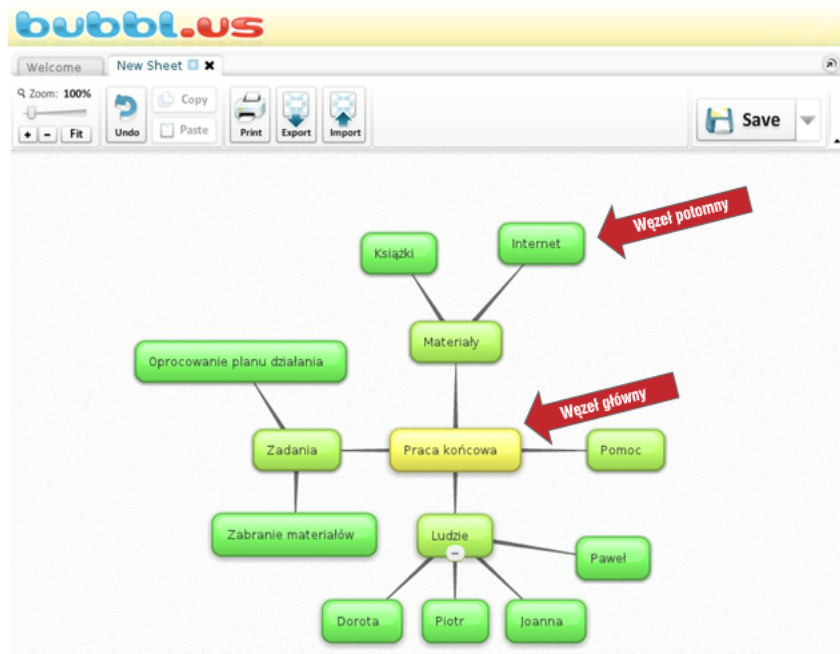 bubbl.us
Welcome
New Sheet
Zoom: 100%
+ - Fit
Undo
Copy
Paste
Print
Export
Import
Save
Węzeł potomny
Internet
Książki
Materiały
Oprocowanie planu działania
Węzeł główny
Zadania
Praca końcowa
Pomoc
Zabranie materiałów
Ludzie
Paweł
Dorota
Piotr
Joanna